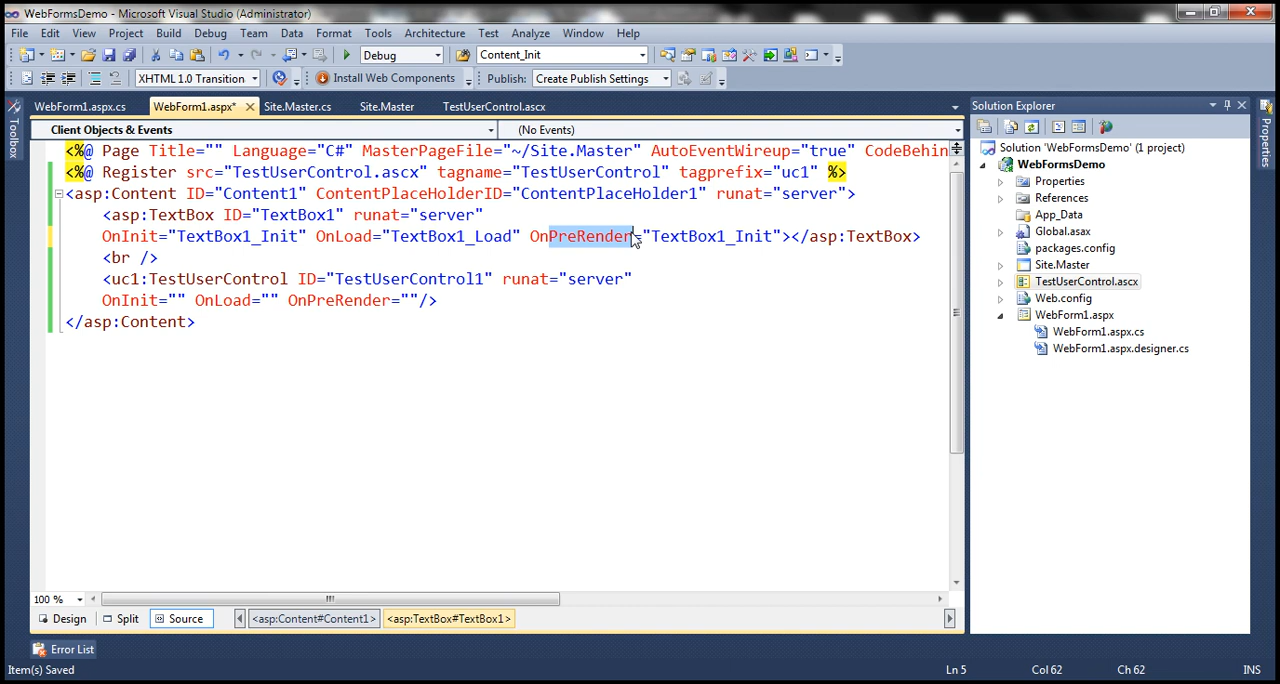 WebFormsDemo - Microsoft Visual Studio (Administrator)
File Edit View Project Build Debug Team Data Format Tools Architecture Test Analyze Window Help
Debug Content_Init
XHTML 1.0 Transition Install Web Components Publish: Create Publish Settings
WebForm1.aspx.cs WebForm1.aspx* Site.Master.cs Site.Master TestUserControl.ascx
Client Objects & Events (No Events)
<%@ Page Title="" Language="C#" MasterPageFile="~/Site.Master" AutoEventWireup="true" CodeBehin
<%@ Register src="TestUserControl.ascx" tagname="TestUserControl" tagprefix="uc1" %>
<asp:Content ID="Content1" ContentPlaceHolderID="ContentPlaceHolder1" runat="server">
<asp:TextBox ID="TextBox1" runat="server"
OnInit="TextBox1_Init" OnLoad="TextBox1_Load" OnPreRender="TextBox1_Init"></asp:TextBox>
<br />
<uc1:TestUserControl ID="TestUserControl1" runat="server"
OnInit="" OnLoad="" OnPreRender=""/>
</asp:Content>
100 %
Design Split Source <asp:Content#Content1> <asp:TextBox#TextBox1>
Error List
Item(s) Saved Ln 5 Col 62 Ch 62 INS
Toolbox
Solution Explorer
Solution 'WebFormsDemo' (1 project)
WebFormsDemo
Properties
References
App_Data
Global.asax
packages.config
Site.Master
TestUserControl.ascx
Web.config
WebForm1.aspx
WebForm1.aspx.cs
WebForm1.aspx.designer.cs
Properties